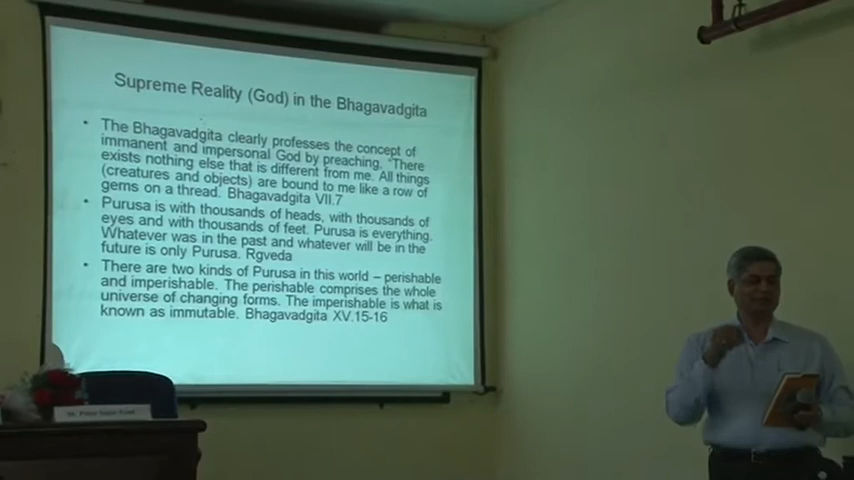 Supreme Reality (God) in the Bhagavadgita
• The Bhagavadgita clearly professes the concept of
immanent and impersonal God by preaching, "There
exists nothing else that is different from me. All things
(creatures and objects) are bound to me like a row of
gems on a thread. Bhagavadgita VII.7
• Purusa is with thousands of heads, with thousands of
eyes and with thousands of feet. Purusa is everything.
Whatever was in the past and whatever will be in the
future is only Purusa. Rgveda
• There are two kinds of Purusa in this world – perishable
and imperishable. The perishable comprises the whole
universe of changing forms. The imperishable is what is
known as immutable. Bhagavadgita XV.15-16